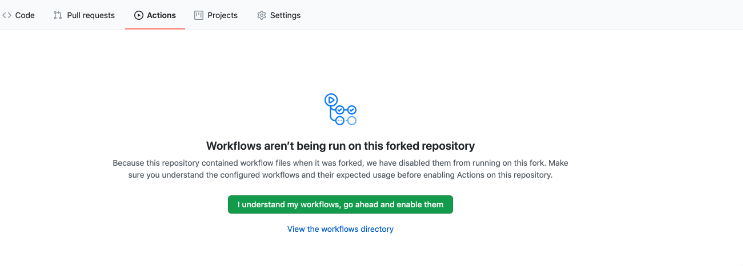 Code Pull requests Actions Projects Settings
Workflows aren't being run on this forked repository
Because this repository contained workflow files when it was forked, we have disabled them from running on this fork. Make
sure you understand the configured workflows and their expected usage before enabling Actions on this repository.
I understand my workflows, go ahead and enable them
View the workflows directory